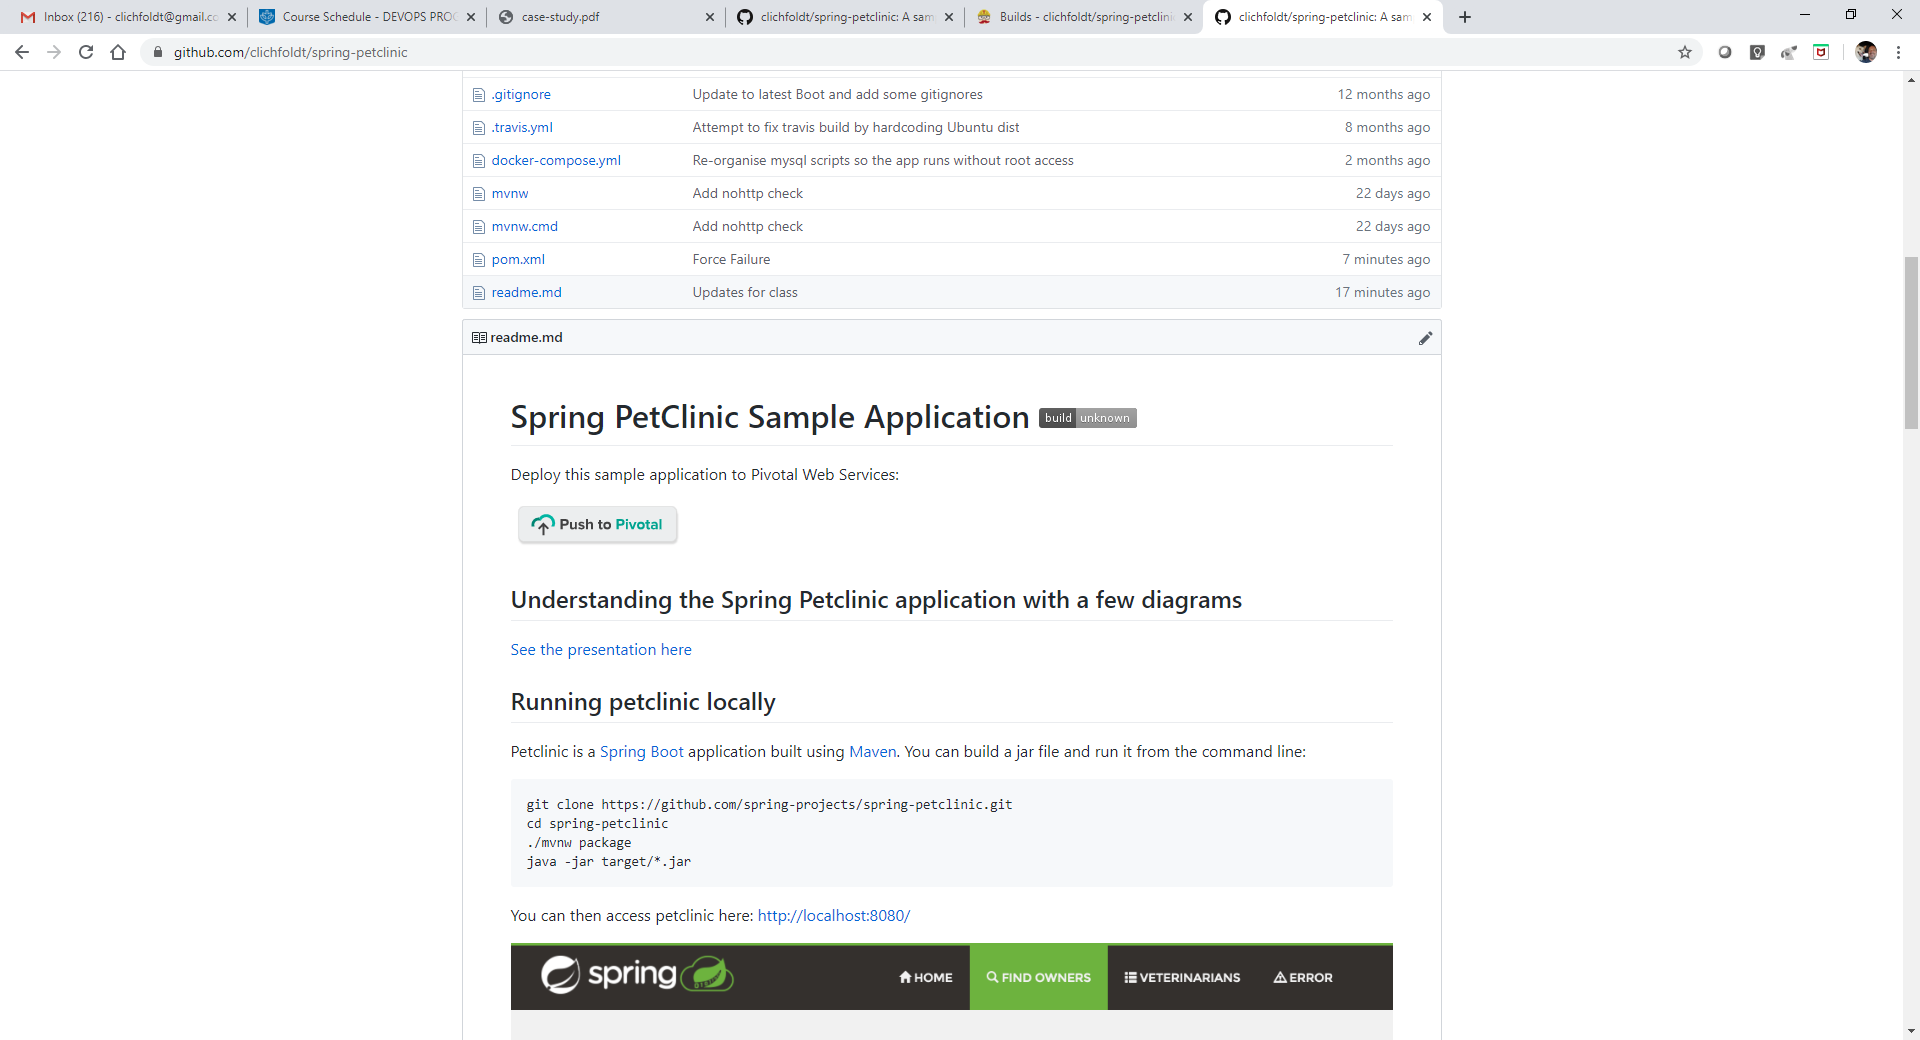 Inbox (216) - clichfoldt@gmail.co
Course Schedule - DEVOPS PROC
case-study.pdf
clichfoldt/spring-petclinic: A sam
Builds - clichfoldt/spring-petclini
clichfoldt/spring-petclinic: A sam
github.com/clichfoldt/spring-petclinic
.gitignore Update to latest Boot and add some gitignores 12 months ago
.travis.yml Attempt to fix travis build by hardcoding Ubuntu dist 8 months ago
docker-compose.yml Re-organise mysql scripts so the app runs without root access 2 months ago
mvnw Add nohttp check 22 days ago
mvnw.cmd Add nohttp check 22 days ago
pom.xml Force Failure 7 minutes ago
readme.md Updates for class 17 minutes ago
readme.md
Spring PetClinic Sample Application build unknown
Deploy this sample application to Pivotal Web Services:
Push to Pivotal
Understanding the Spring Petclinic application with a few diagrams
See the presentation here
Running petclinic locally
Petclinic is a Spring Boot application built using Maven. You can build a jar file and run it from the command line:
git clone https://github.com/spring-projects/spring-petclinic.git
cd spring-petclinic
./mvnw package
java -jar target/*.jar
You can then access petclinic here: http://localhost:8080/
spring HOME FIND OWNERS VETERINARIANS ERROR